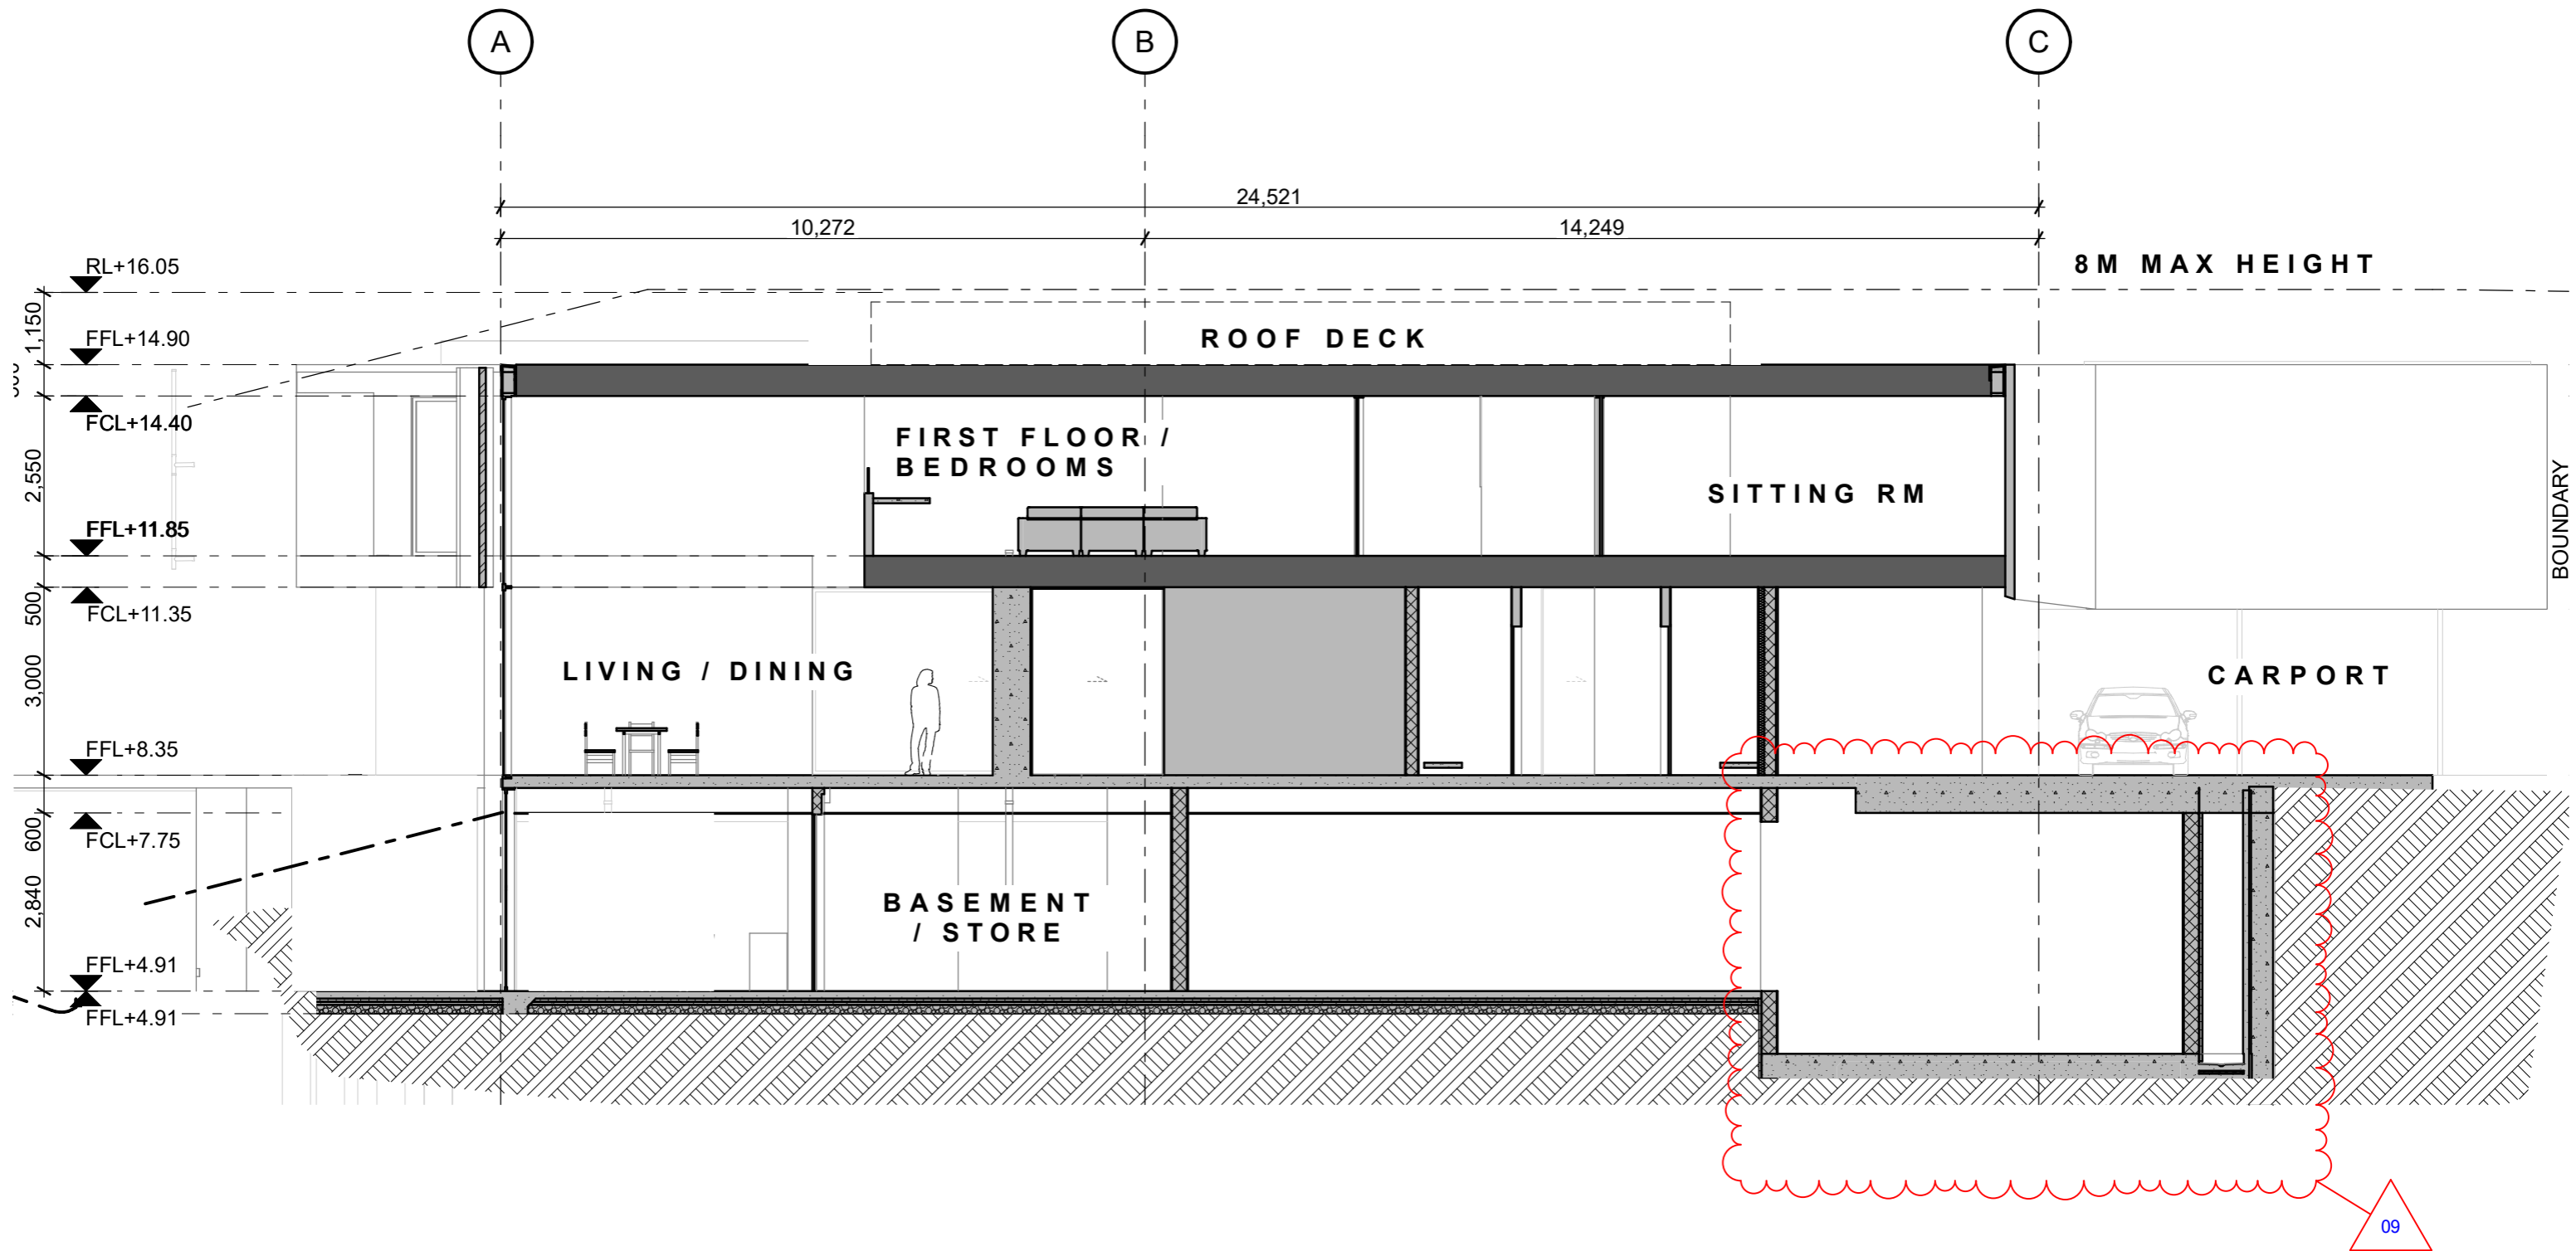 A
B
C
24,521
10,272
14,249
8M MAX HEIGHT
RL+16.05
1,150
FFL+14.90
ROOF DECK
FCL+14.40
FIRST FLOOR /
BEDROOMS
2,550
SITTING RM
BOUNDARY
FFL+11.85
500
FCL+11.35
LIVING / DINING
3,000
CARPORT
FFL+8.35
600
FCL+7.75
2,840
BASEMENT
/ STORE
FFL+4.91
FFL+4.91
09